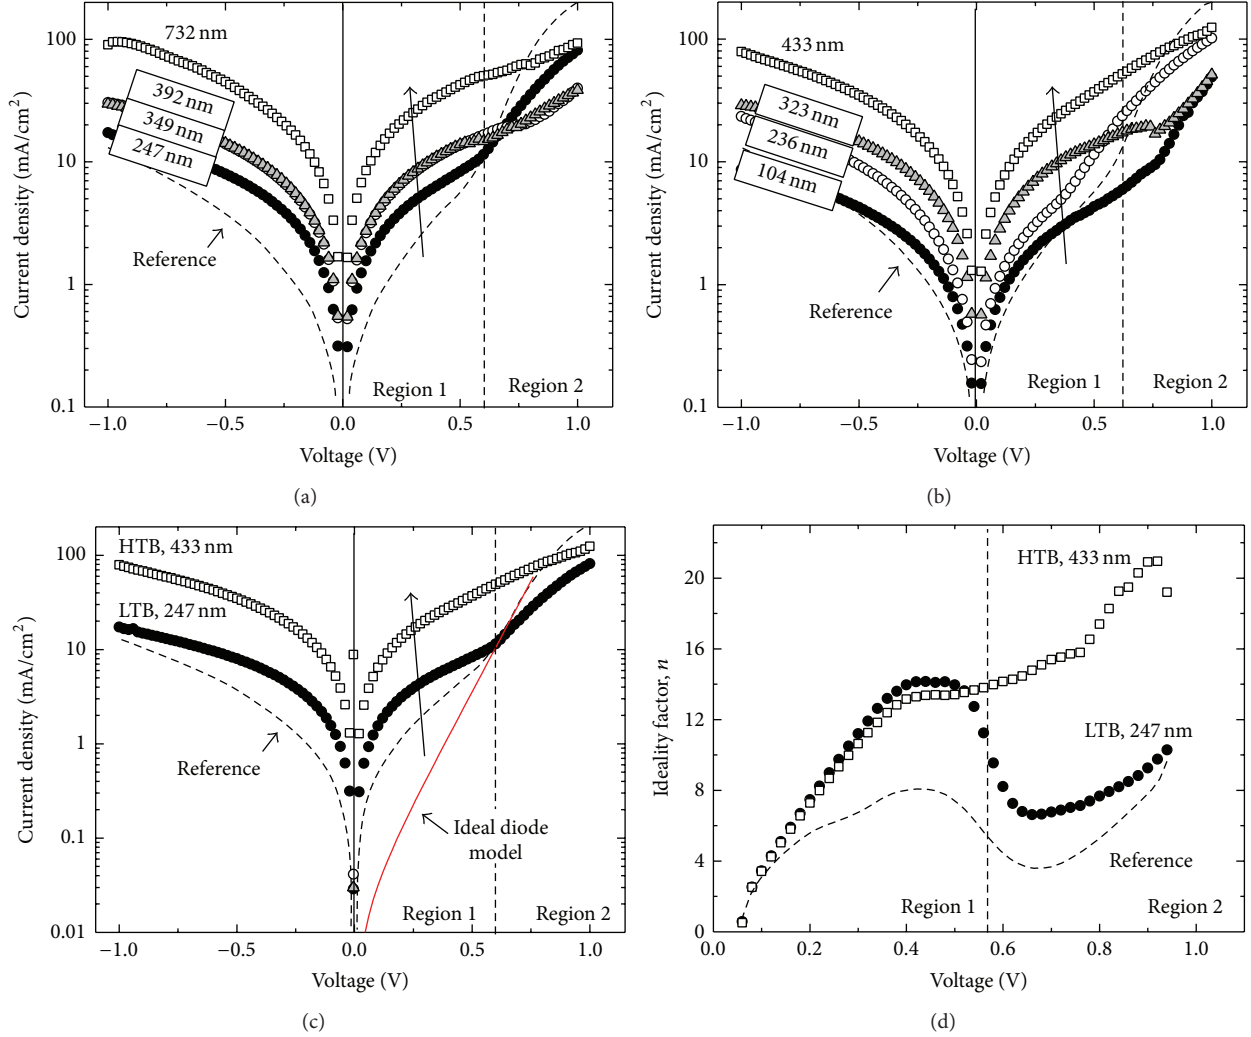 100
10
1
0.1
Current density (mA/cm²)
732 nm
392 nm
349 nm
247 nm
Reference
Region 1
Region 2
−1.0
−0.5
0.0
0.5
1.0
Voltage (V)
(a)
100
10
1
0.1
Current density (mA/cm²)
433 nm
323 nm
236 nm
104 nm
Reference
Region 1
Region 2
−1.0
−0.5
0.0
0.5
1.0
Voltage (V)
(b)
100
10
1
0.1
0.01
Current density (mA/cm²)
HTB, 433 nm
LTB, 247 nm
Reference
Ideal diode
model
Region 1
Region 2
−1.0
−0.5
0.0
0.5
1.0
Voltage (V)
(c)
20
16
12
8
4
0
Ideality factor, n
HTB, 433 nm
LTB, 247 nm
Reference
Region 1
Region 2
0.0
0.2
0.4
0.6
0.8
1.0
Voltage (V)
(d)